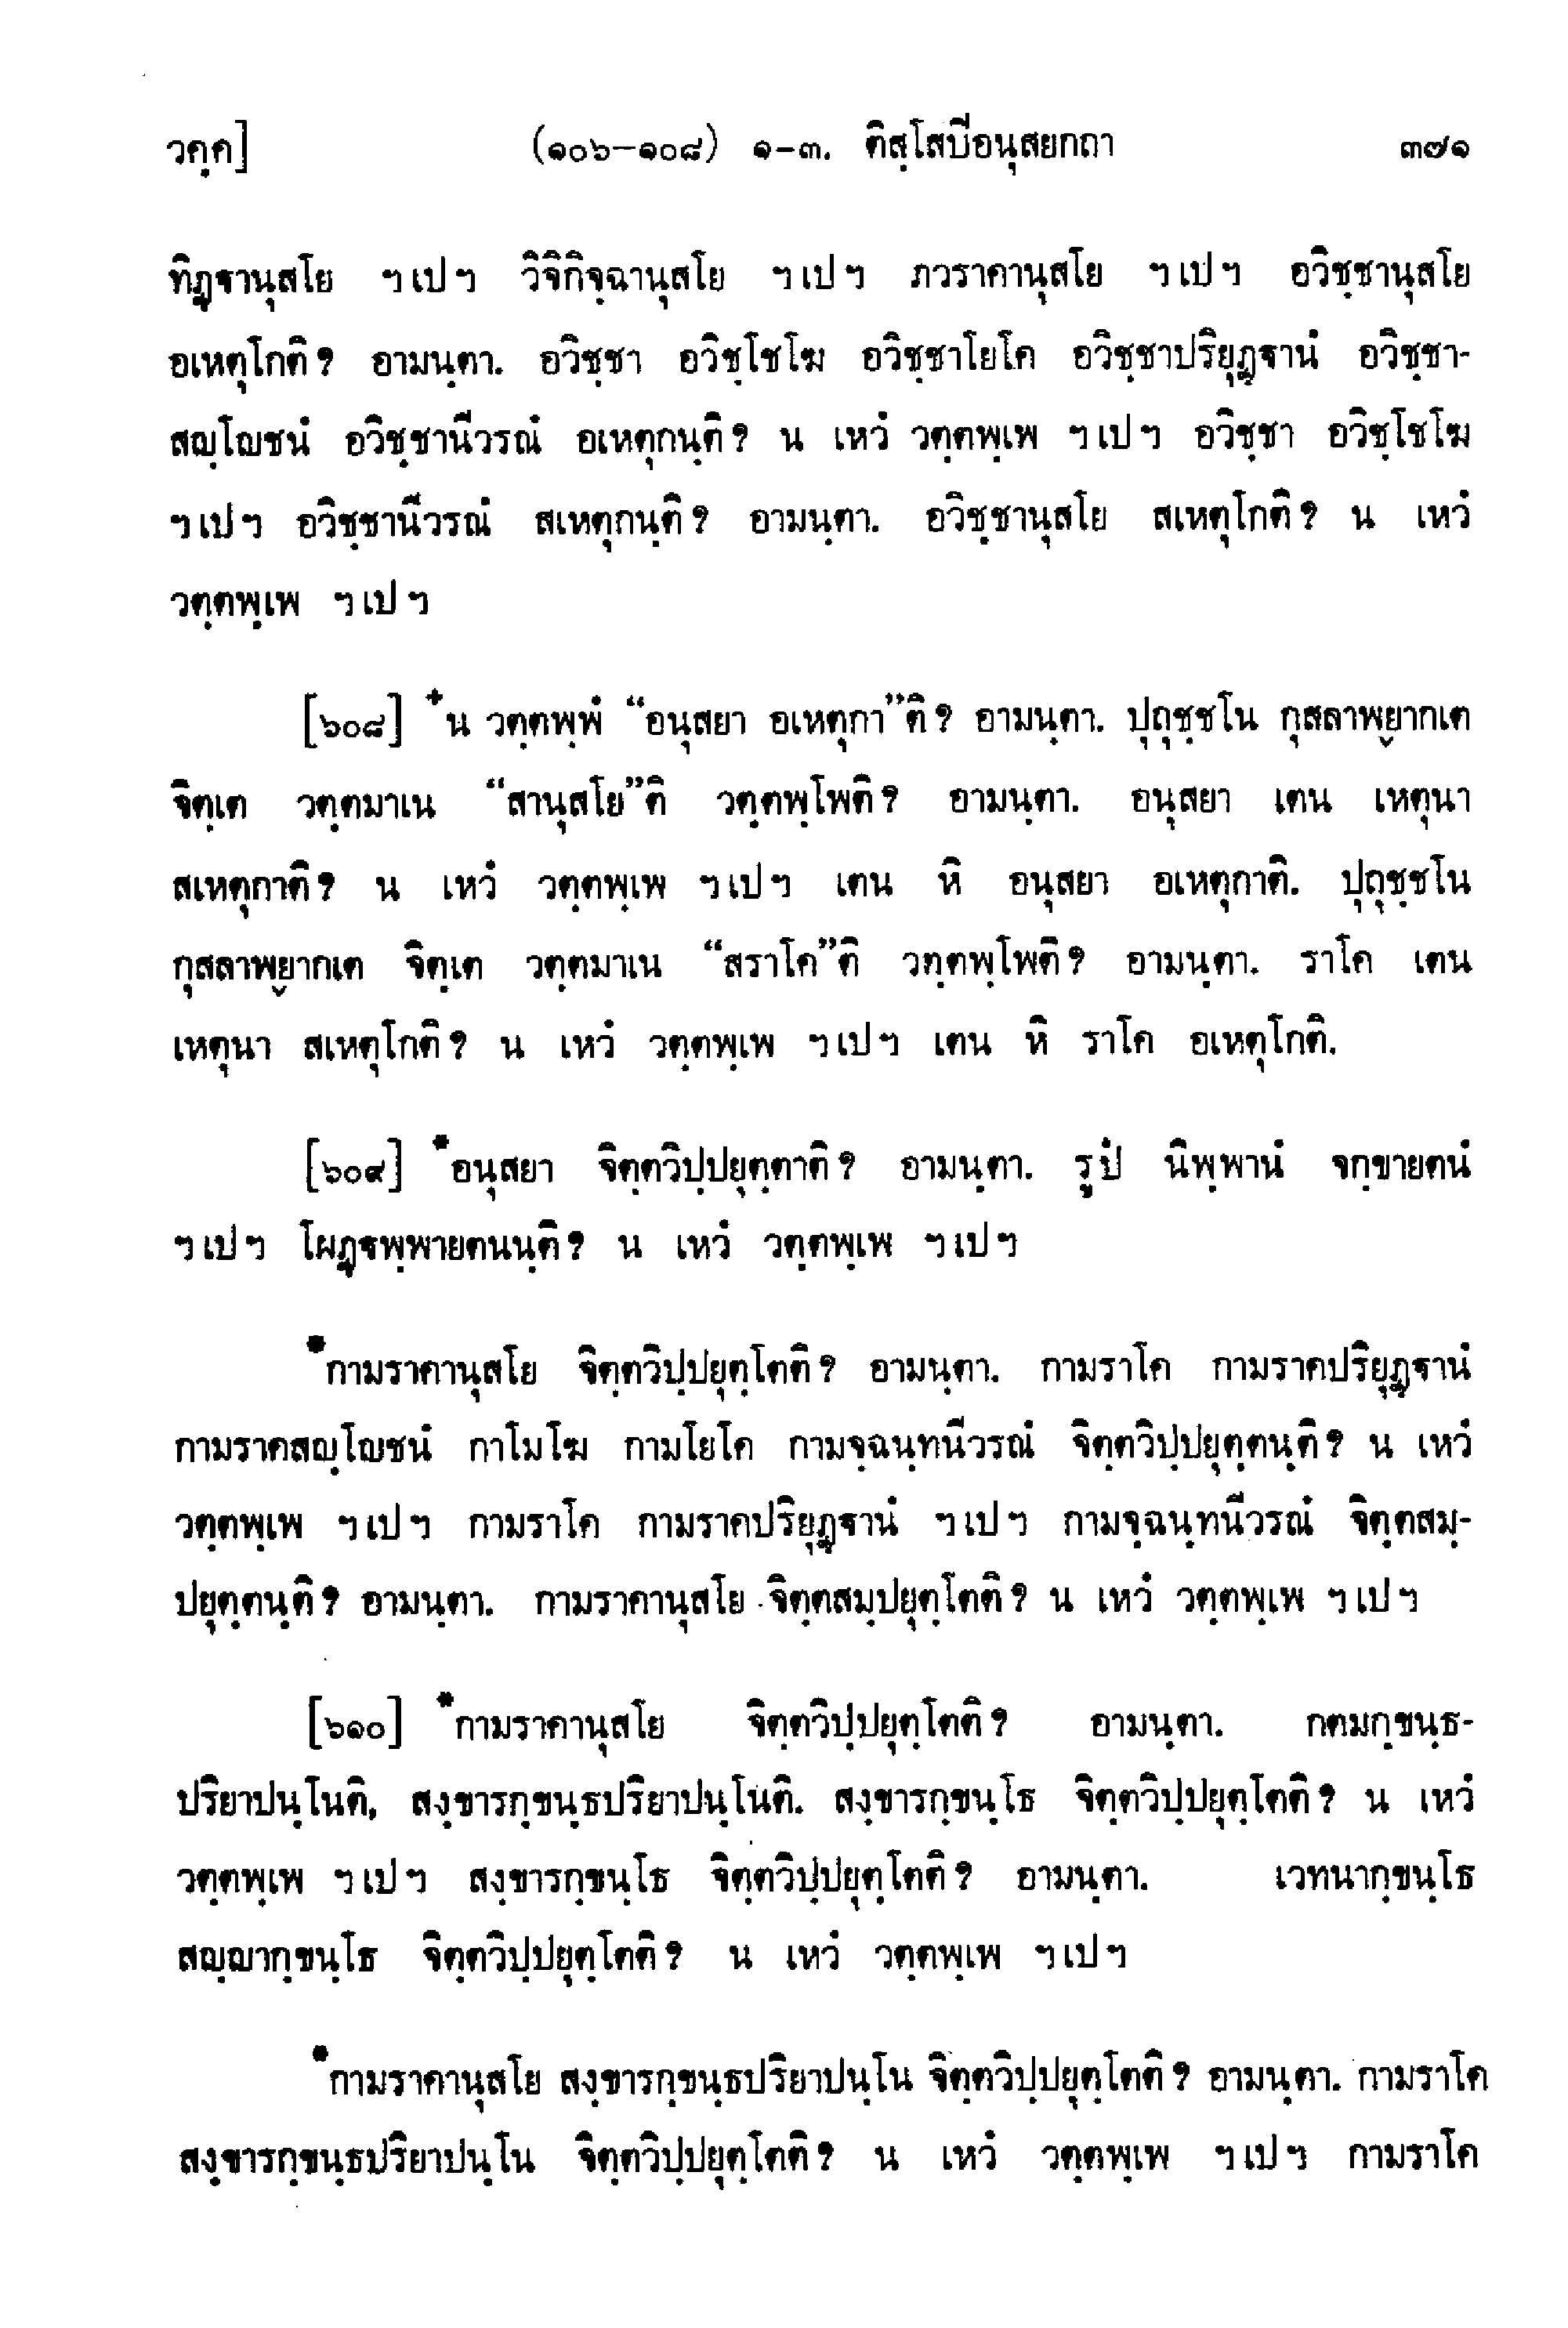 วคฺค]	(๑๐๖–๑๐๘) ๑–๓. ติสฺโสปีอนุสยกถา	๓๗๑
ทิฏฺฐานุสโย ฯเปฯ วิจิกิจฺฉานุสโย ฯเปฯ ภวราคานุสโย ฯเปฯ อวิชฺชานุสโย
อเหตุโกติ? อามนฺตา. อวิชฺชา อวิชฺโชโฆ อวิชฺชาโยโค อวิชฺชาปริยุฏฺฐานํ อวิชฺชา-
สญฺโญชนํ อวิชฺชานีวรณํ อเหตุกนฺติ? น เหวํ วตฺตพฺเพ ฯเปฯ อวิชฺชา อวิชฺโชโฆ
ฯเปฯ อวิชฺชานีวรณํ สเหตุกนฺติ? อามนฺตา. อวิชฺชานุสโย สเหตุโกติ? น เหวํ
วตฺตพฺเพ ฯเปฯ
[๖๐๘] ⁺น วตฺตพฺพํ “อนุสยา อเหตุกา”ติ? อามนฺตา. ปุถุชฺชโน กุสลาพฺยากเต
จิตฺเต วตฺตมาเน “สานุสโย”ติ วตฺตพฺโพติ? อามนฺตา. อนุสยา เตน เหตุนา
สเหตุกาติ? น เหวํ วตฺตพฺเพ ฯเปฯ เตน หิ อนุสยา อเหตุกาติ. ปุถุชฺชโน
กุสลาพฺยากเต จิตฺเต วตฺตมาเน “สราโค”ติ วตฺตพฺโพติ? อามนฺตา. ราโค เตน
เหตุนา สเหตุโกติ? น เหวํ วตฺตพฺเพ ฯเปฯ เตน หิ ราโค อเหตุโกติ.
[๖๐๙] *อนุสยา จิตฺตวิปฺปยุตฺตาติ? อามนฺตา. รูปํ นิพฺพานํ จกฺขายตนํ
ฯเปฯ โผฏฺฐพฺพายตนนฺติ? น เหวํ วตฺตพฺเพ ฯเปฯ
*กามราคานุสโย จิตฺตวิปฺปยุตฺโตติ? อามนฺตา. กามราโค กามราคปริยุฏฺฐานํ
กามราคสญฺโญชนํ กาโมโฆ กามโยโค กามจฺฉนฺทนีวรณํ จิตฺตวิปฺปยุตฺตนฺติ? น เหวํ
วตฺตพฺเพ ฯเปฯ กามราโค กามราคปริยุฏฺฐานํ ฯเปฯ กามจฺฉนฺทนีวรณํ จิตฺตสมฺ-
ปยุตฺตนฺติ? อามนฺตา. กามราคานุสโย จิตฺตสมฺปยุตฺโตติ? น เหวํ วตฺตพฺเพ ฯเปฯ
[๖๑๐] *กามราคานุสโย จิตฺตวิปฺปยุตฺโตติ? อามนฺตา. กตมกฺขนฺธ-
ปริยาปนฺโนติ, สงฺขารกฺขนฺธปริยาปนฺโนติ. สงฺขารกฺขนฺโธ จิตฺตวิปฺปยุตฺโตติ? น เหวํ
วตฺตพฺเพ ฯเปฯ สงฺขารกฺขนฺโธ จิตฺตวิปฺปยุตฺโตติ? อามนฺตา. เวทนากฺขนฺโธ
สญฺญากฺขนฺโธ จิตฺตวิปฺปยุตฺโตติ? น เหวํ วตฺตพฺเพ ฯเปฯ
*กามราคานุสโย สงฺขารกฺขนฺธปริยาปนฺโน จิตฺตวิปฺปยุตฺโตติ? อามนฺตา. กามราโค
สงฺขารกฺขนฺธปริยาปนฺโน จิตฺตวิปฺปยุตฺโตติ? น เหวํ วตฺตพฺเพ ฯเปฯ กามราโค